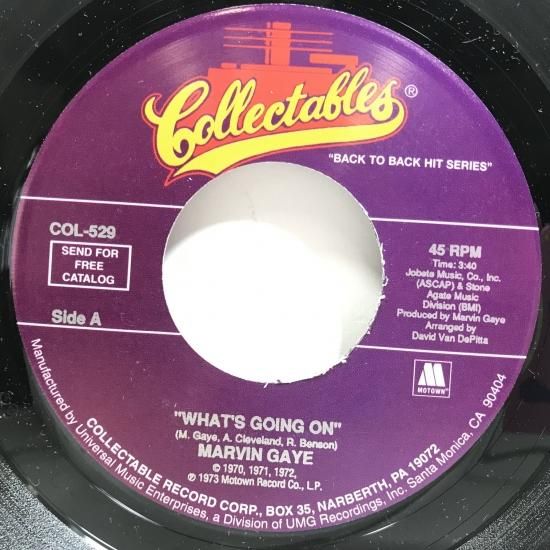 Collectables®
"BACK TO BACK HIT SERIES"
COL-529
SEND FOR
FREE
CATALOG
Side A
45 RPM
Time: 3:40
Jobete Music, Co., Inc.
(ASCAP) & Stone
Agate Music
Division (BMI)
Produced by Marvin Gaye
Arranged by
David Van DePitta
M
MOTOWN
"WHAT'S GOING ON"
(M. Gaye, A. Cleveland, R. Benson)
MARVIN GAYE
© 1970, 1971, 1972,
℗ 1973 Motown Record Co., L.P.
COLLECTABLE RECORD CORP., BOX 35, NARBERTH, PA 19072
Manufactured by Universal Music Enterprises, a Division of UMG Recordings, Inc. Santa Monica, CA 90404